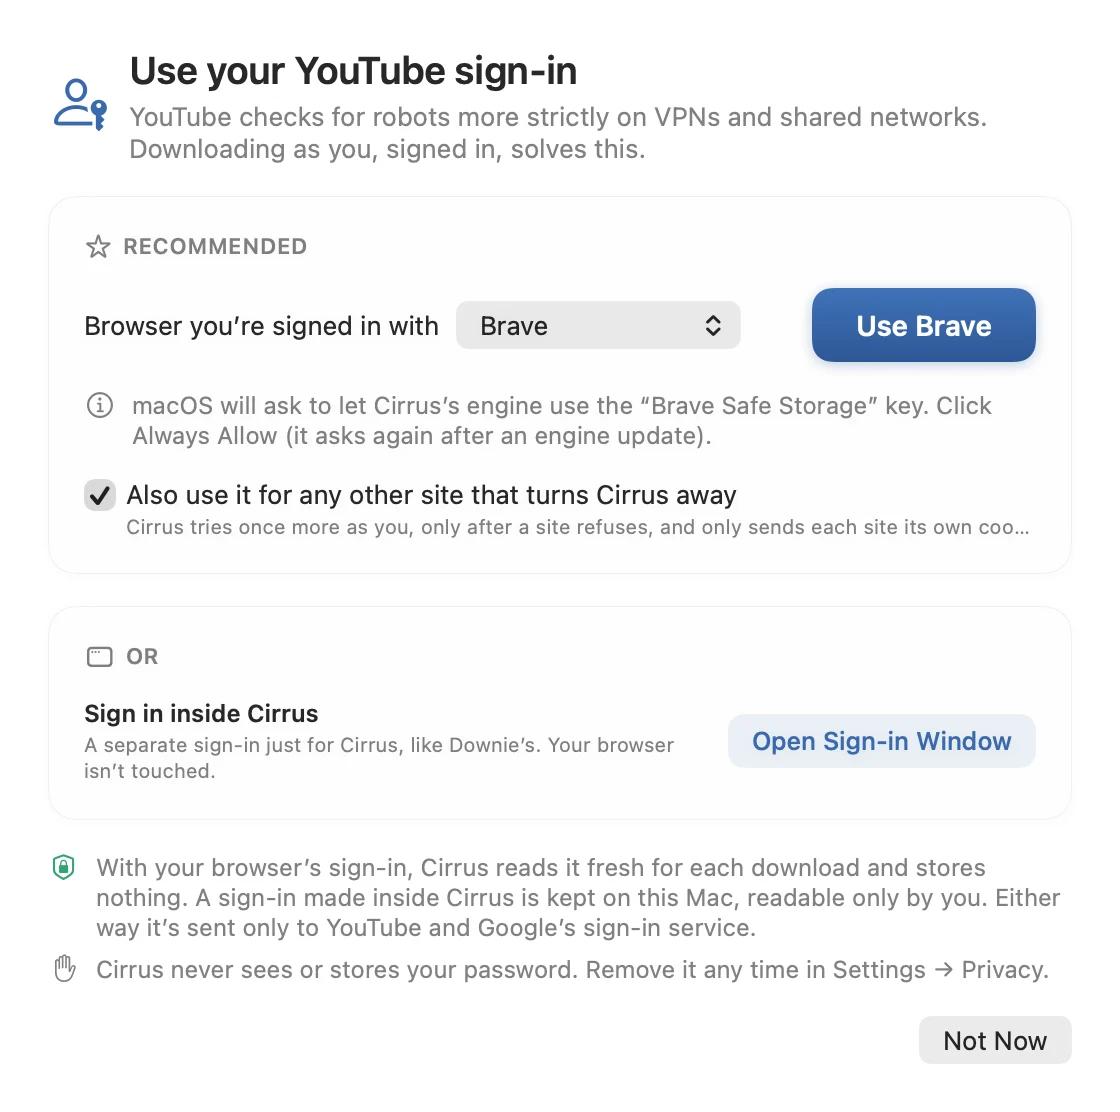 Use your YouTube sign-in
YouTube checks for robots more strictly on VPNs and shared networks.
Downloading as you, signed in, solves this.
RECOMMENDED
Browser you’re signed in with
Brave
Use Brave
macOS will ask to let Cirrus’s engine use the “Brave Safe Storage” key. Click
Always Allow (it asks again after an engine update).
Also use it for any other site that turns Cirrus away
Cirrus tries once more as you, only after a site refuses, and only sends each site its own coo…
OR
Sign in inside Cirrus
A separate sign-in just for Cirrus, like Downie’s. Your browser
isn’t touched.
Open Sign-in Window
With your browser’s sign-in, Cirrus reads it fresh for each download and stores
nothing. A sign-in made inside Cirrus is kept on this Mac, readable only by you. Either
way it’s sent only to YouTube and Google’s sign-in service.
Cirrus never sees or stores your password. Remove it any time in Settings → Privacy.
Not Now